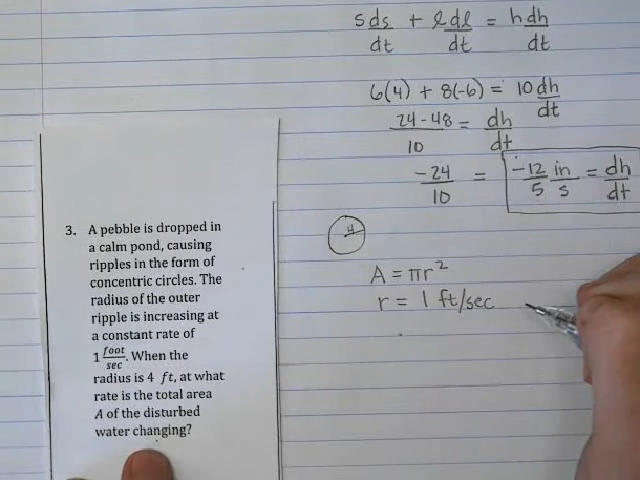 s ds/dt + l dl/dt = h dh/dt
6(4) + 8(-6) = 10 dh/dt
24-48/10 = dh/dt
-24/10 = -12/5 in/s = dh/dt
3. A pebble is dropped in
a calm pond, causing
ripples in the form of
concentric circles. The
radius of the outer
ripple is increasing at
a constant rate of
1 foot/sec. When the
radius is 4 ft, at what
rate is the total area
A of the disturbed
water changing?
4
A = πr²
r = 1 ft/sec